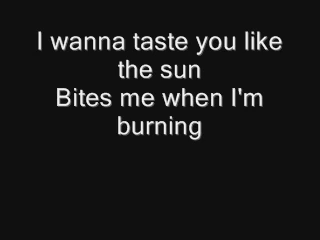 I wanna taste you like
the sun
Bites me when I'm
burning